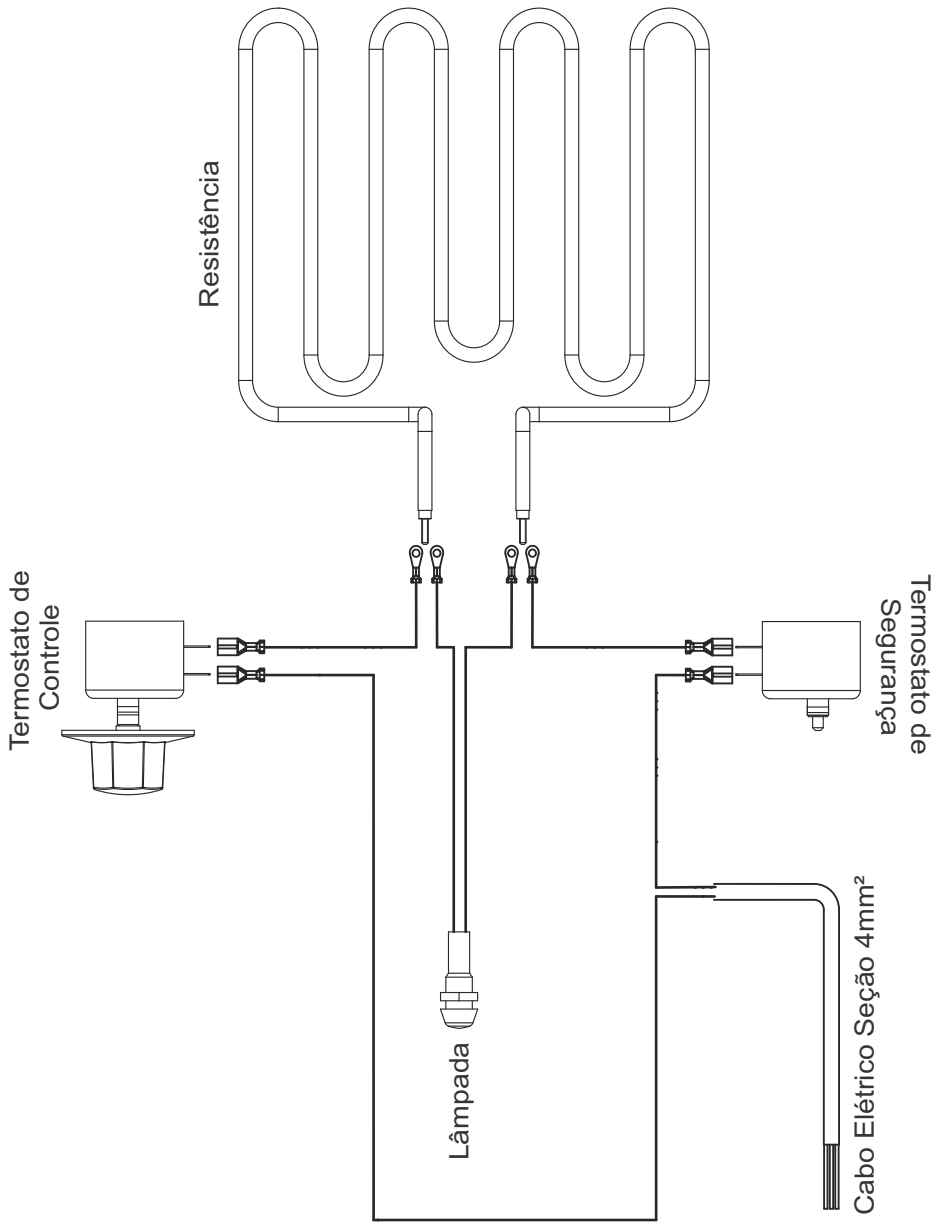 Resistência
Termostato de
Controle
Termostato de
Segurança
Lâmpada
Cabo Elétrico Seção 4mm²